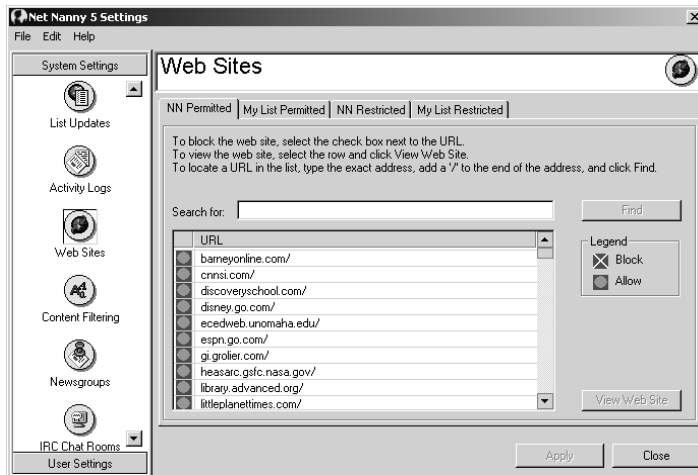 Net Nanny 5 Settings
File Edit Help
System Settings
List Updates
Activity Logs
Web Sites
Content Filtering
Newsgroups
IRC Chat Rooms
User Settings
Web Sites
NN Permitted My List Permitted NN Restricted My List Restricted
To block the web site, select the check box next to the URL.
To view the web site, select the row and click View Web Site.
To locate a URL in the list, type the exact address, add a '/' to the end of the address, and click Find.
Search for: Find
URL
barneyonline.com/
cnnsi.com/
discoveryschool.com/
disney.go.com/
ecedweb.unomaha.edu/
espn.go.com/
gi.grolier.com/
heasarc.gsfc.nasa.gov/
library.advanced.org/
littleplanettimes.com/
Legend
Block
Allow
View Web Site
Apply Close